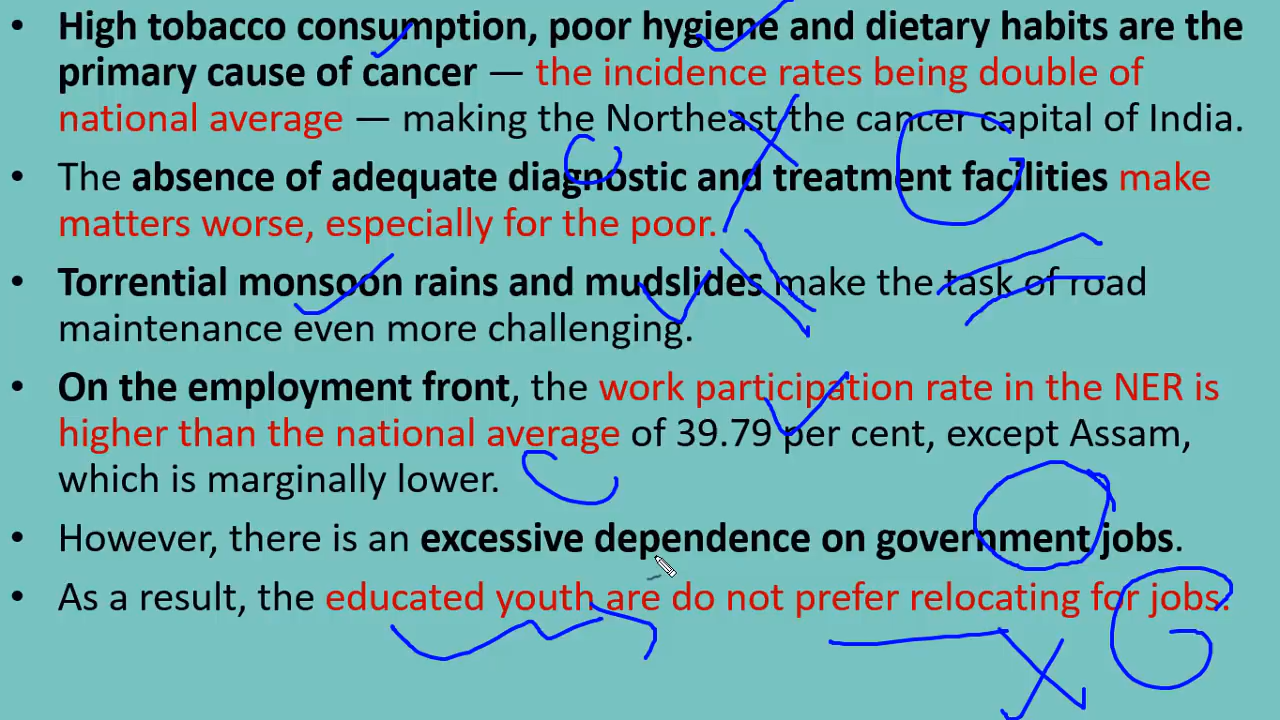 • High tobacco consumption, poor hygiene and dietary habits are the
primary cause of cancer — the incidence rates being double of
national average — making the Northeast the cancer capital of India.
• The absence of adequate diagnostic and treatment facilities make
matters worse, especially for the poor.
• Torrential monsoon rains and mudslides make the task of road
maintenance even more challenging.
• On the employment front, the work participation rate in the NER is
higher than the national average of 39.79 per cent, except Assam,
which is marginally lower.
• However, there is an excessive dependence on government jobs.
• As a result, the educated youth are do not prefer relocating for jobs.